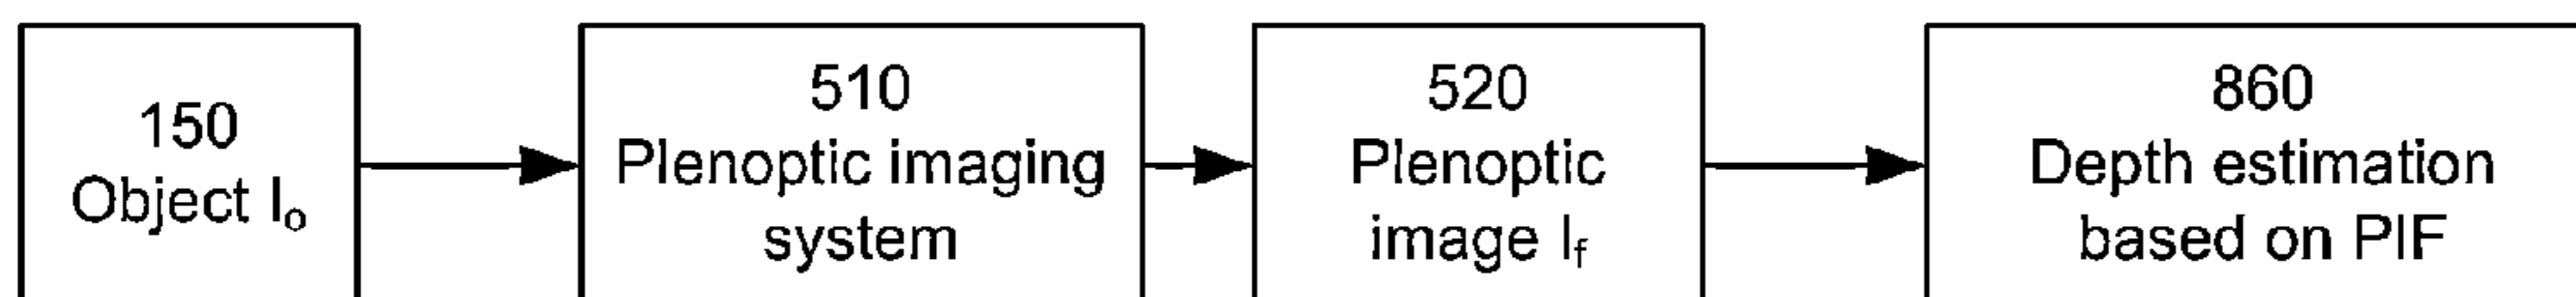 150
Object Io
510
Plenoptic imaging
system
520
Plenoptic
image If
860
Depth estimation
based on PIF